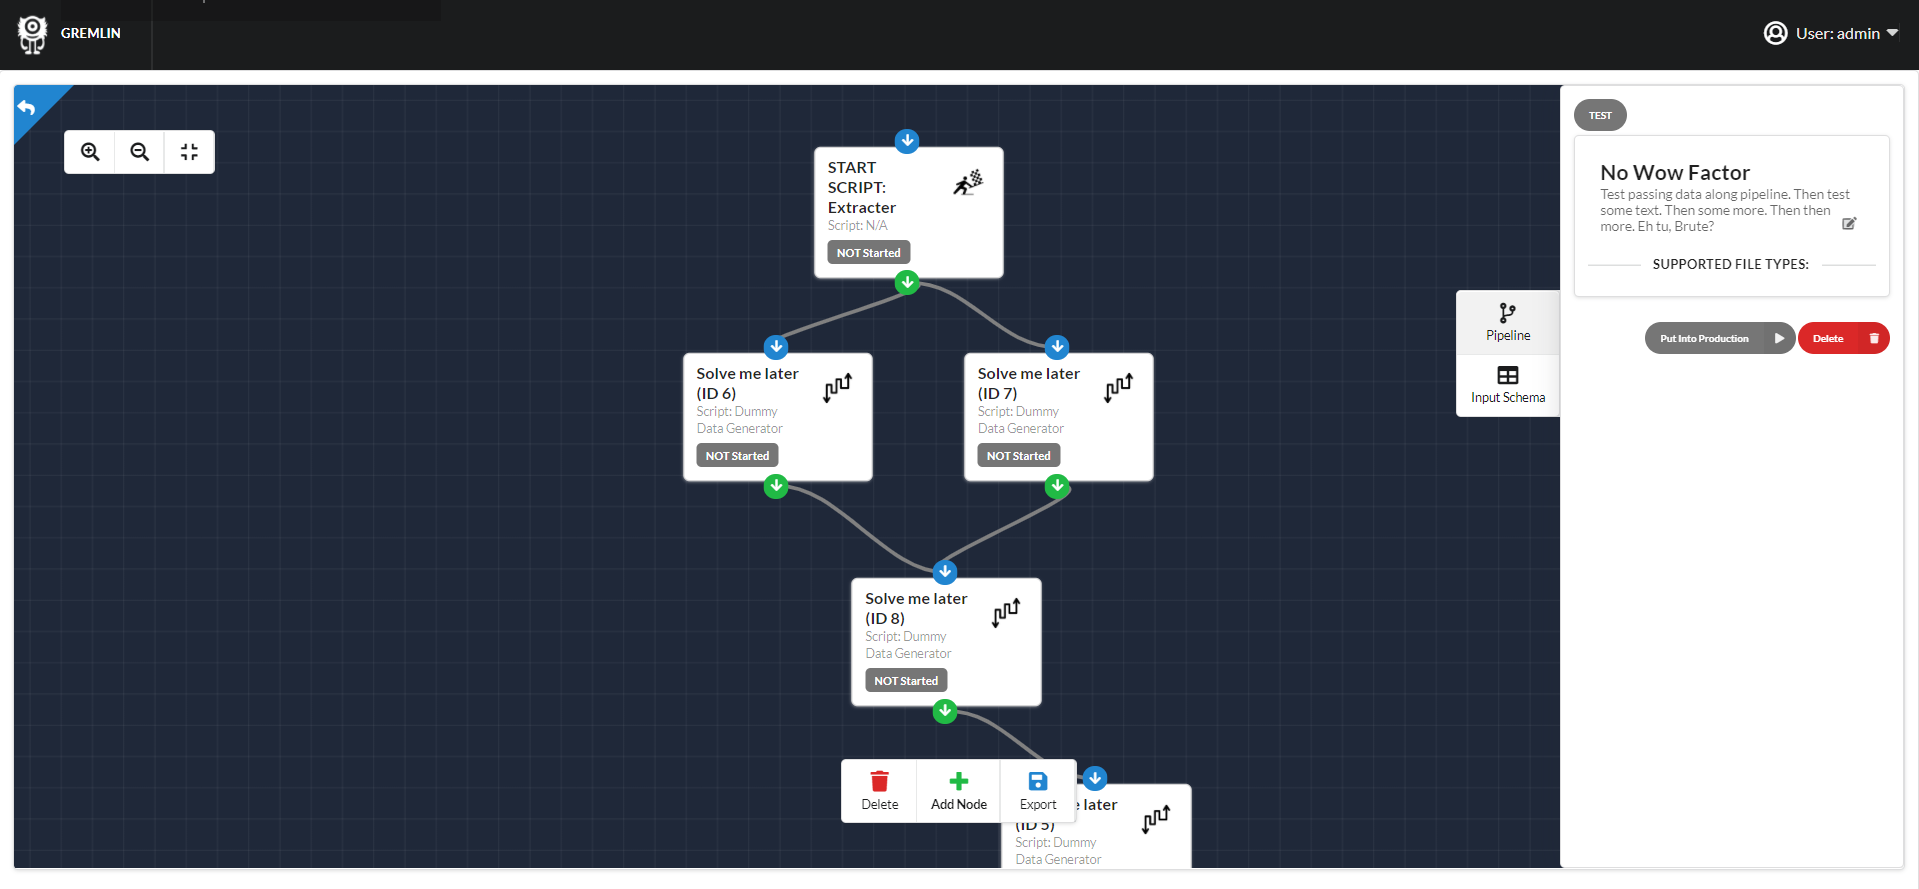 GREMLIN
User: admin
TEST
No Wow Factor
Test passing data along pipeline. Then test
some text. Then some more. Then then
more. Eh tu, Brute?
SUPPORTED FILE TYPES:
Put Into Production
Delete
Pipeline
Input Schema
START
SCRIPT:
Extracter
Script: N/A
NOT Started
Solve me later
(ID 6)
Script: Dummy
Data Generator
NOT Started
Solve me later
(ID 7)
Script: Dummy
Data Generator
NOT Started
Solve me later
(ID 8)
Script: Dummy
Data Generator
NOT Started
Delete
Add Node
Export
e later
(ID 5)
Script: Dummy
Data Generator